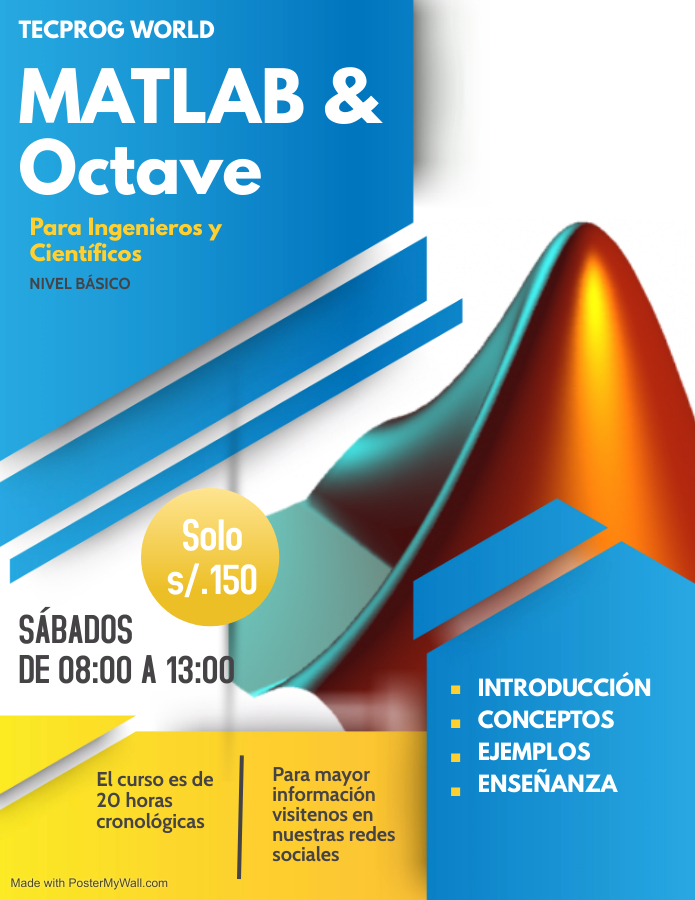 TECPROG WORLD
MATLAB &
Octave
Para Ingenieros y
Científicos
NIVEL BÁSICO
Solo
s/.150
SÁBADOS
DE 08:00 A 13:00
INTRODUCCIÓN
CONCEPTOS
EJEMPLOS
ENSEÑANZA
El curso es de
20 horas
cronológicas
Para mayor
información
visitenos en
nuestras redes
sociales
Made with PosterMyWall.com